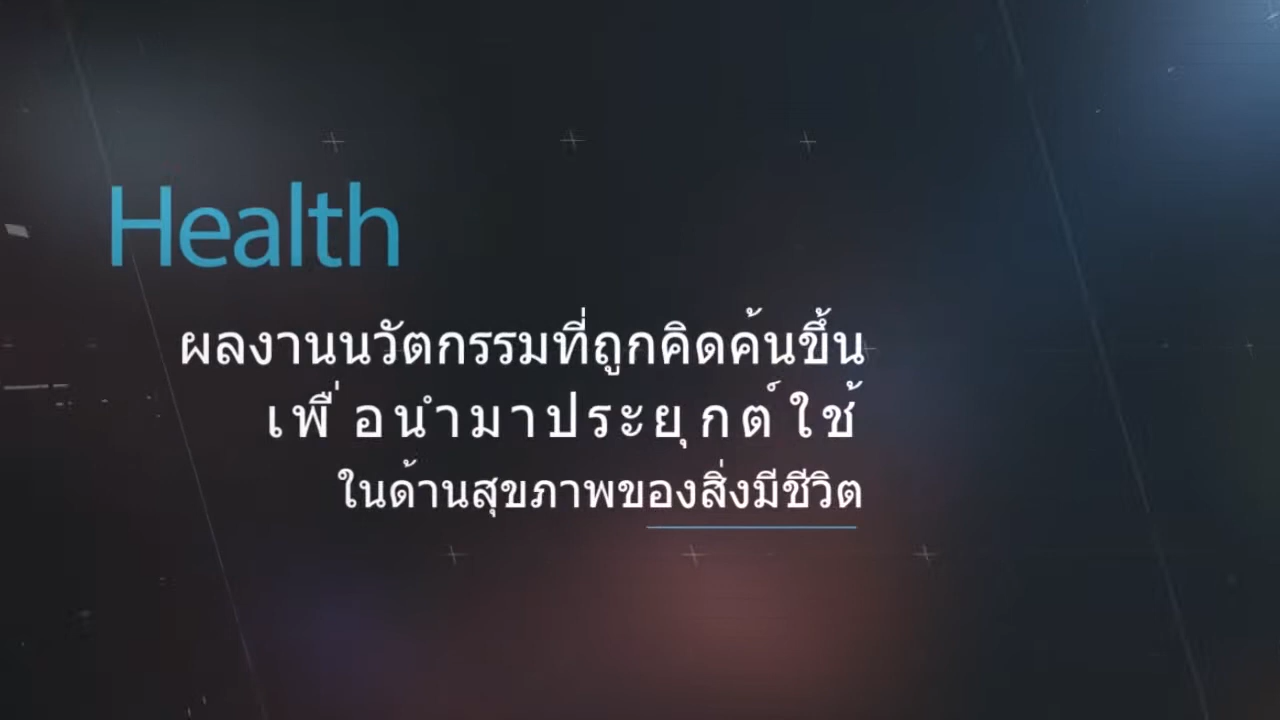 Health
ผลงานนวัตกรรมที่ถูกคิดค้นขึ้น
เพื่อนำมาประยุกต์ใช้
ในด้านสุขภาพของสิ่งมีชีวิต